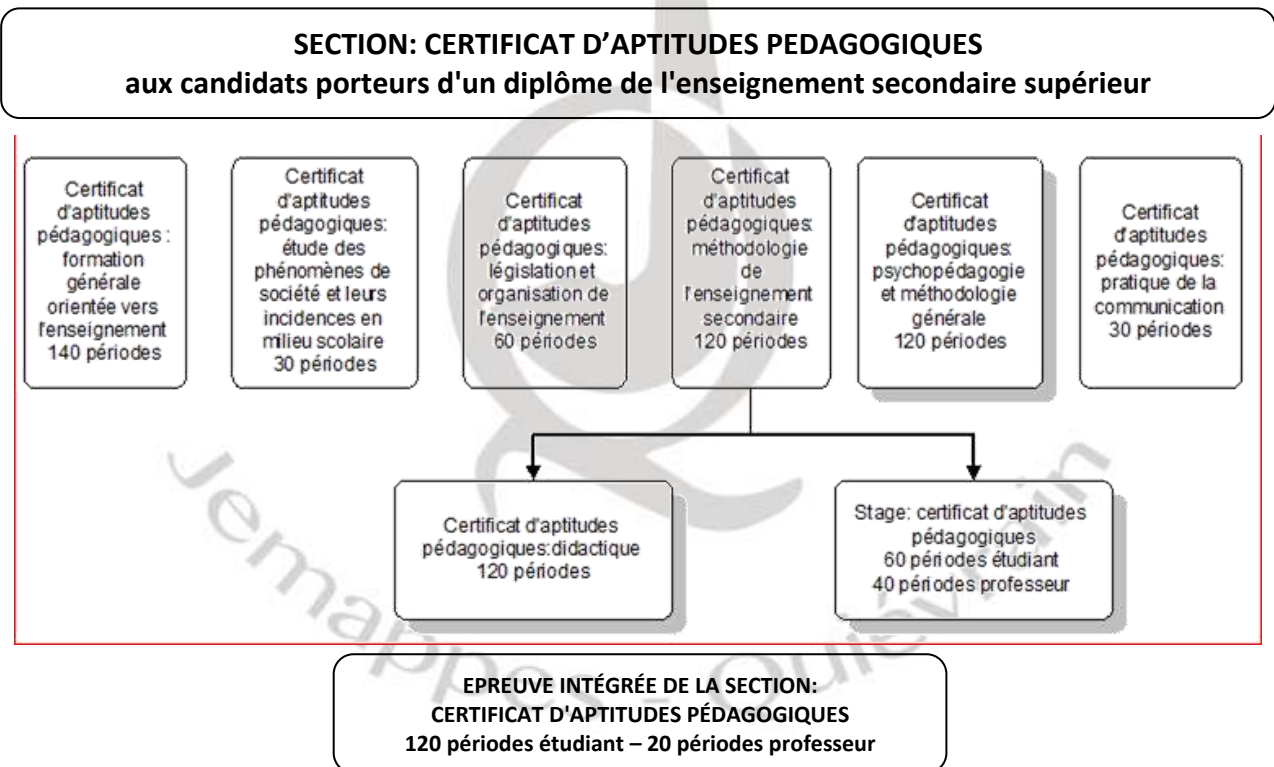 SECTION: CERTIFICAT D'APTITUDES PEDAGOGIQUES
aux candidats porteurs d'un diplôme de l'enseignement secondaire supérieur
Certificat
d'aptitudes
pédagogiques :
formation
générale
orientée vers
l'enseignement
140 périodes
Certificat
d'aptitudes
pédagogiques:
étude des
phénomènes de
société et leurs
incidences en
milieu scolaire
30 périodes
Certificat
d'aptitudes
pédagogiques:
législation et
organisation de
l'enseignement
60 périodes
Certificat
d'aptitudes
pédagogiques:
méthodologie
de
l'enseignement
secondaire
120 périodes
Certificat
d'aptitudes
pédagogiques:
psychopédagogie
et méthodologie
générale
120 périodes
Certificat
d'aptitudes
pédagogiques:
pratique de la
communication
30 périodes
Certificat d'aptitudes
pédagogiques:didactique
120 périodes
Stage: certificat d'aptitudes
pédagogiques
60 périodes étudiant
40 périodes professeur
Jemappes - Quiévrain
EPREUVE INTÉGRÉE DE LA SECTION:
CERTIFICAT D'APTITUDES PÉDAGOGIQUES
120 périodes étudiant – 20 périodes professeur